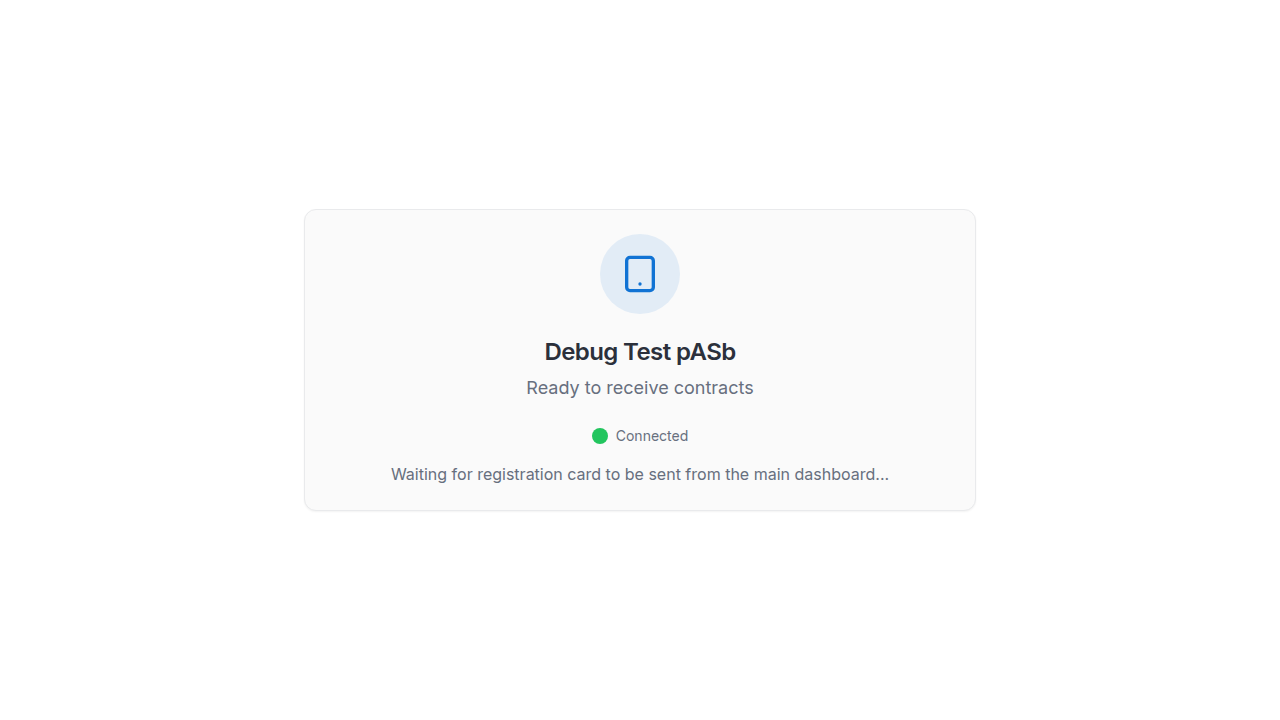 Debug Test pASb
Ready to receive contracts
Connected
Waiting for registration card to be sent from the main dashboard...